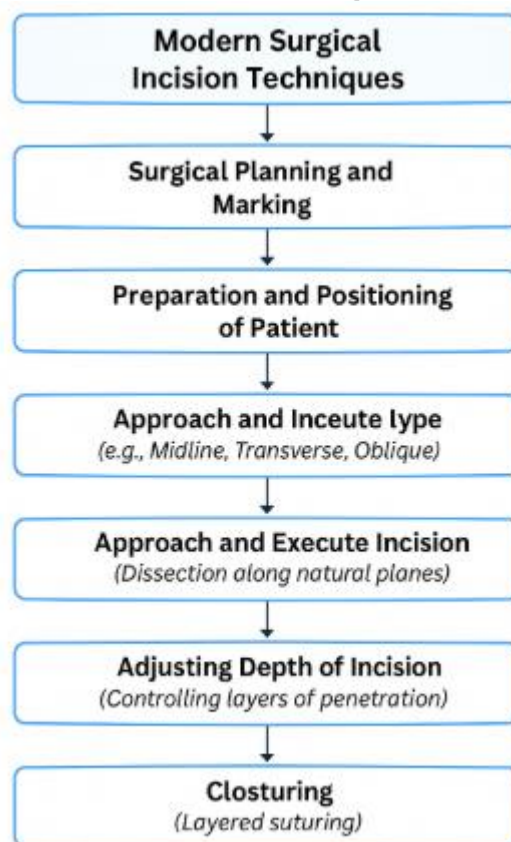 Modern Surgical
Incision Techniques
Surgical Planning and
Marking
Preparation and Positioning
of Patient
Approach and Inceute Iype
(e.g., Midline, Transverse, Oblique)
Approach and Execute Incision
(Dissection along natural planes)
Adjusting Depth of Incision
(Controlling layers of penetration)
Closturing
(Layered suturing)